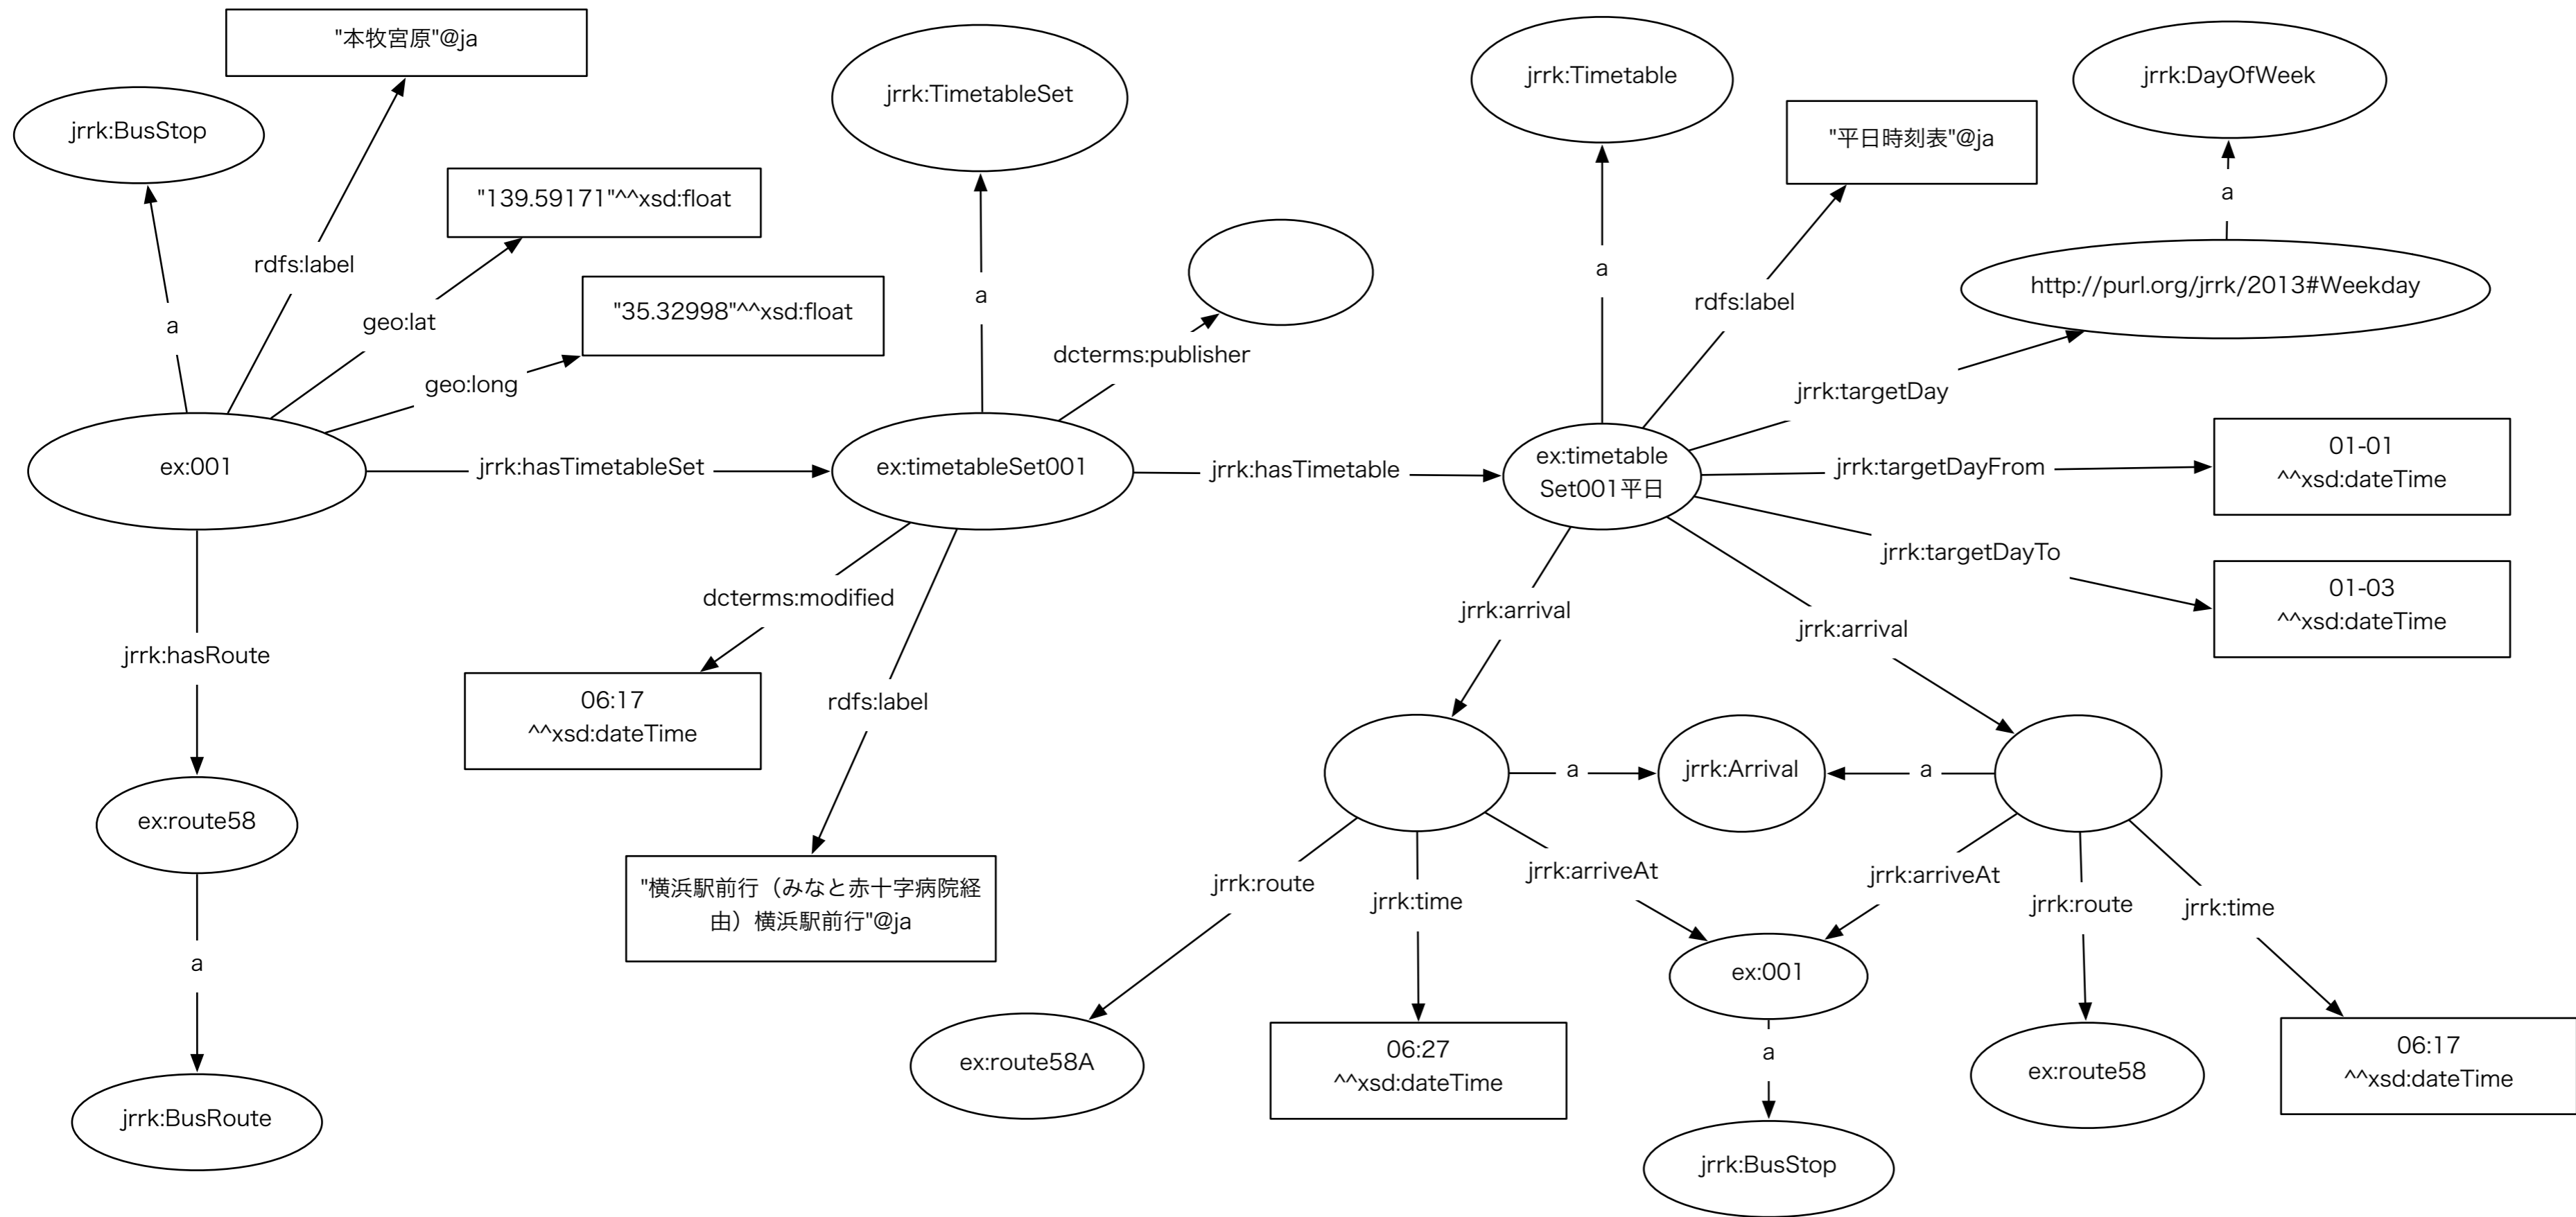 "本牧宮原"@ja
jrrk:BusStop
rdfs:label
a
"139.59171"^^xsd:float
geo:lat
"35.32998"^^xsd:float
geo:long
ex:001
jrrk:hasTimetableSet
jrrk:hasRoute
ex:route58
a
jrrk:BusRoute
jrrk:TimetableSet
a
dcterms:publisher
ex:timetableSet001
jrrk:hasTimetable
dcterms:modified
06:17
^^xsd:dateTime
rdfs:label
"横浜駅前行（みなと赤十字病院経
由）横浜駅前行"@ja
jrrk:Timetable
a
"平日時刻表"@ja
rdfs:label
jrrk:DayOfWeek
a
http://purl.org/jrrk/2013#Weekday
jrrk:targetDay
ex:timetable
Set001平日
jrrk:targetDayFrom
01-01
^^xsd:dateTime
jrrk:targetDayTo
01-03
^^xsd:dateTime
jrrk:arrival
jrrk:arrival
a
jrrk:Arrival
a
jrrk:route
jrrk:time
jrrk:arriveAt
jrrk:arriveAt
jrrk:route
jrrk:time
ex:route58A
06:27
^^xsd:dateTime
ex:001
a
jrrk:BusStop
ex:route58
06:17
^^xsd:dateTime